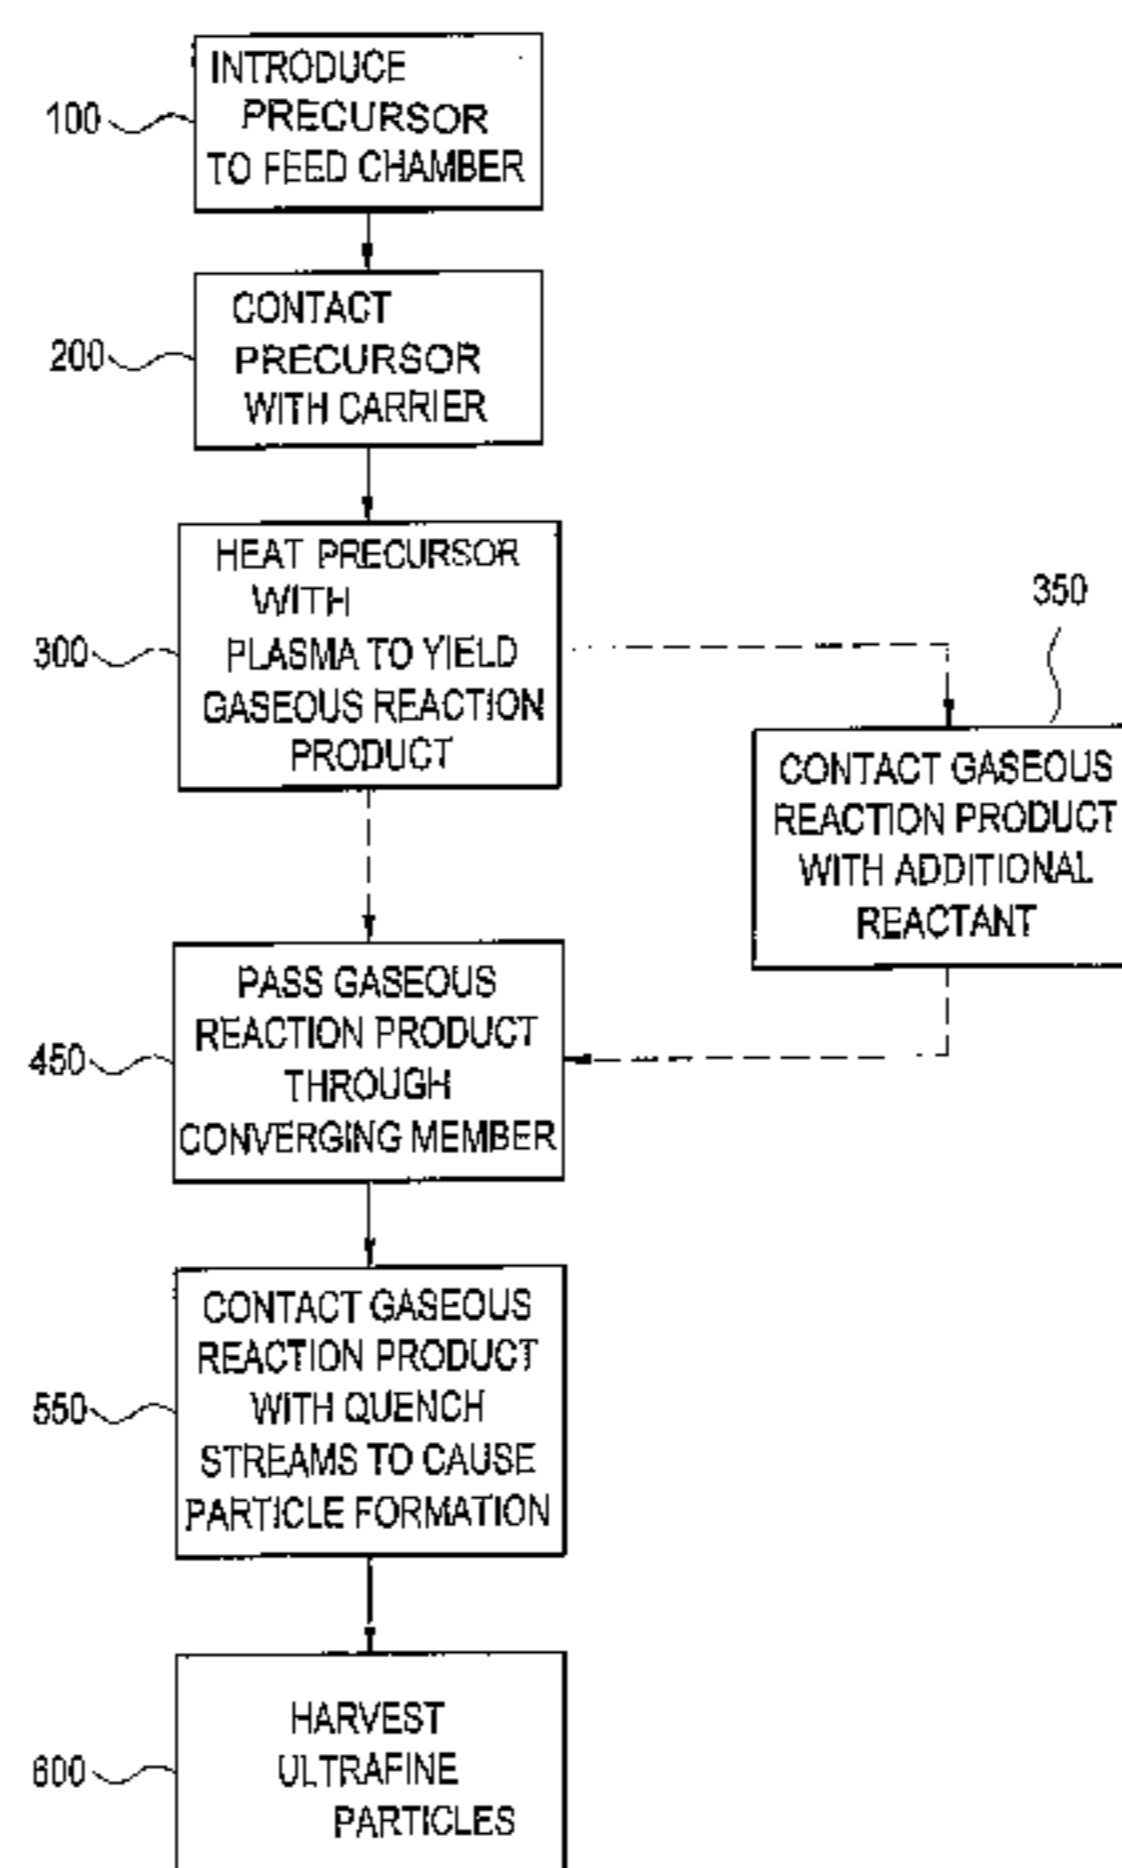 INTRODUCE
PRECURSOR
TO FEED CHAMBER
100
CONTACT
PRECURSOR
WITH CARRIER
200
HEAT PRECURSOR
WITH
PLASMA TO YIELD
GASEOUS REACTION
PRODUCT
300
350
CONTACT GASEOUS
REACTION PRODUCT
WITH ADDITIONAL
REACTANT
PASS GASEOUS
REACTION PRODUCT
THROUGH
CONVERGING MEMBER
450
CONTACT GASEOUS
REACTION PRODUCT
WITH QUENCH
STREAMS TO CAUSE
PARTICLE FORMATION
550
HARVEST
ULTRAFINE
PARTICLES
600